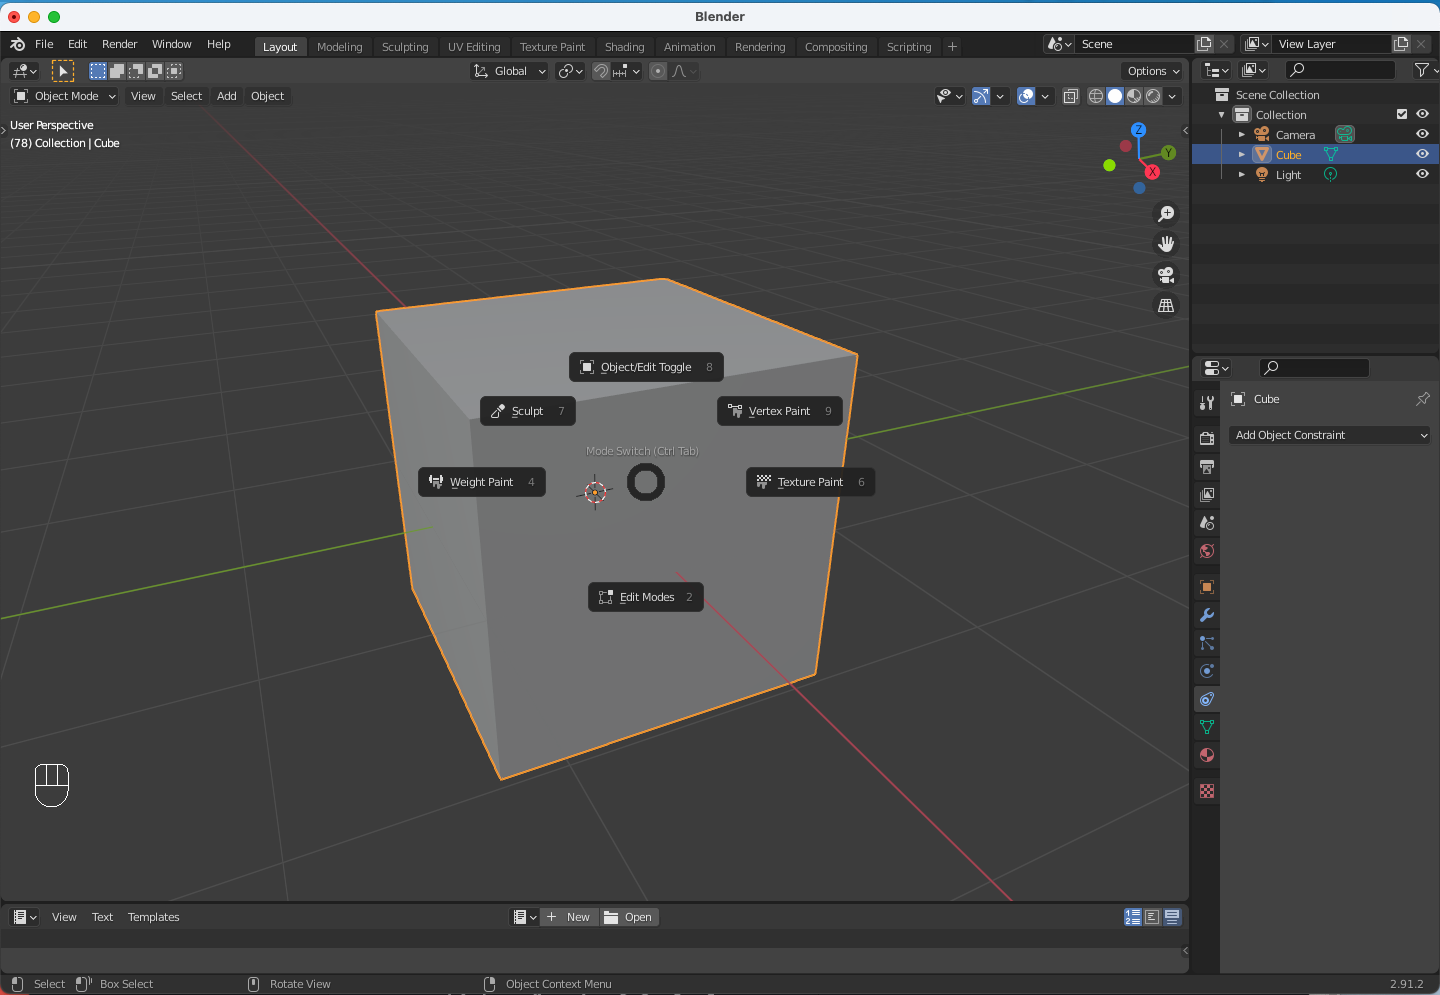 Blender
File Edit Render Window Help Layout Modeling Sculpting UV Editing Texture Paint Shading Animation Rendering Compositing Scripting + Scene View Layer
Global Options
Object Mode View Select Add Object
User Perspective
(78) Collection | Cube
Z
Y
X
Scene Collection
Collection
Camera
Cube
Light
Object/Edit Toggle 8
Sculpt 7
Vertex Paint 9
Mode Switch (Ctrl Tab)
Weight Paint 4
Texture Paint 6
Edit Modes 2
Cube
Add Object Constraint
View Text Templates + New Open
Select Box Select Rotate View Object Context Menu 2.91.2